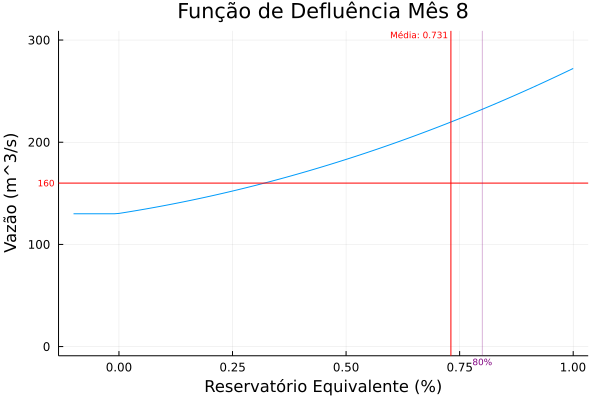 Função de Defluência Mês 8
Média: 0.731
300
200
160
100
0
Vazão (m^3/s)
0.00
0.25
0.50
0.75
80%
1.00
Reservatório Equivalente (%)